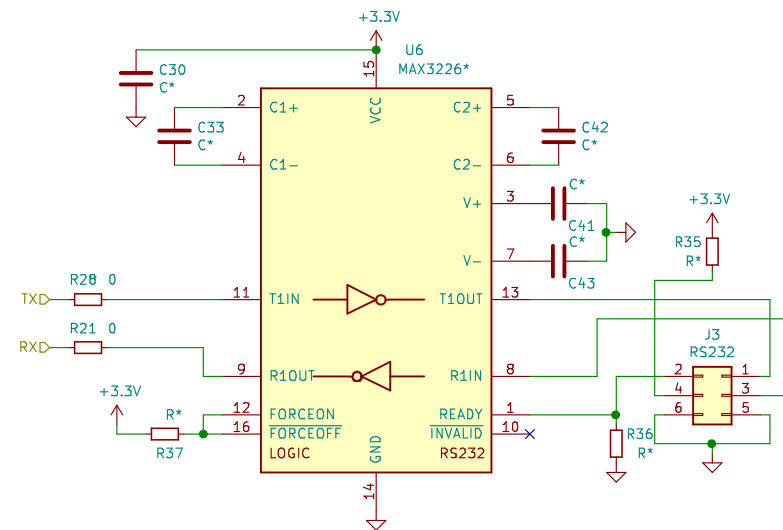 +3.3V
U6
MAX3226*
15
VCC
C30
C*
2
C1+
C2+
5
C33
C*
C42
C*
4
C1-
C2-
6
V+
3
C*
C41
+3.3V
R35
R*
C*
V-
7
C43
R28 0
TX
11
T1IN
T1OUT
13
R21 0
RX
9
R1OUT
R1IN
8
J3
RS232
2
1
4
3
6
5
+3.3V
R*
R37
12
FORCEON
READY
1
16
FORCEOFF
INVALID
10
LOGIC
GND
RS232
R36
R*
14